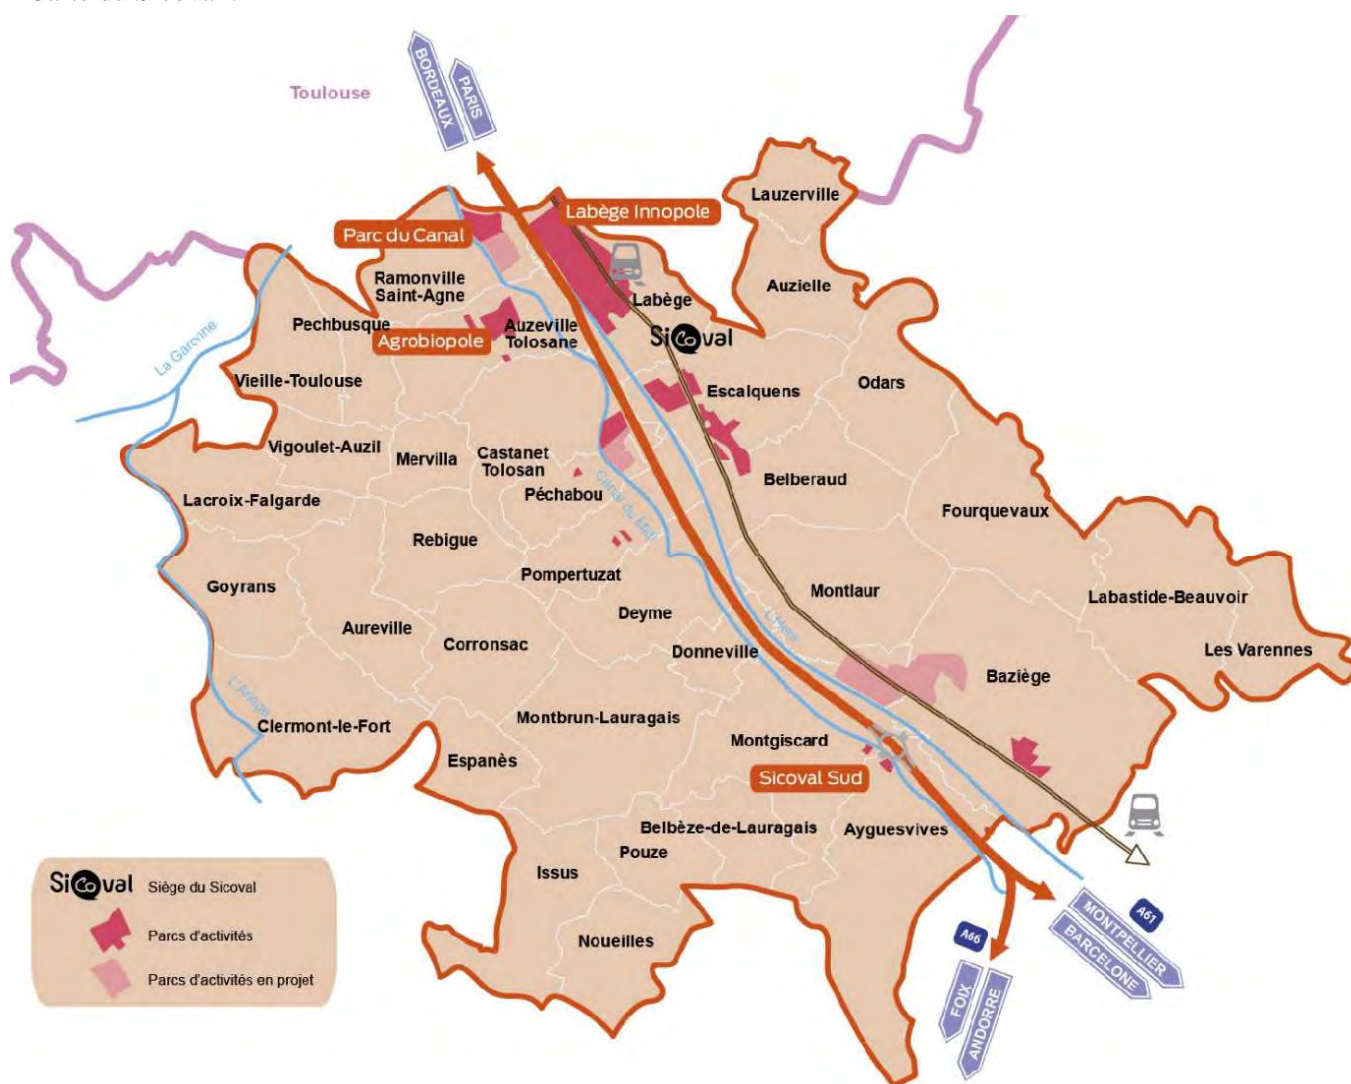 BORDEAUX
PARIS
Toulouse
Lauzerville
Labège Innopole
Parc du Canal
Ramonville
Saint-Agne
Auzielle
Labège
Pechbusque
Auzeville
Tolosane
Agrobiopole
SiCoval
La Garonne
Vieille-Toulouse
Escalquens
Odars
Vigoulet-Auzil
Mervilla
Castanet
Tolosan
Belberaud
Péchabou
Lacroix-Falgarde
Canal du Midi
Fourquevaux
Rebigue
Pompertuzat
Goyrans
Montlaur
Labastide-Beauvoir
Deyme
L'Hers
Aureville
Corronsac
Donneville
Les Varennes
Baziège
L'Ariège
Clermont-le-Fort
Montbrun-Lauragais
Montgiscard
Espanès
Sicoval Sud
Belbèze-de-Lauragais
Ayguesvives
Pouze
Issus
Noueilles
A61
MONTPELLIER
BARCELONE
A66
FOIX
ANDORRE
SiCoval Siège du Sicoval
Parcs d'activités
Parcs d'activités en projet